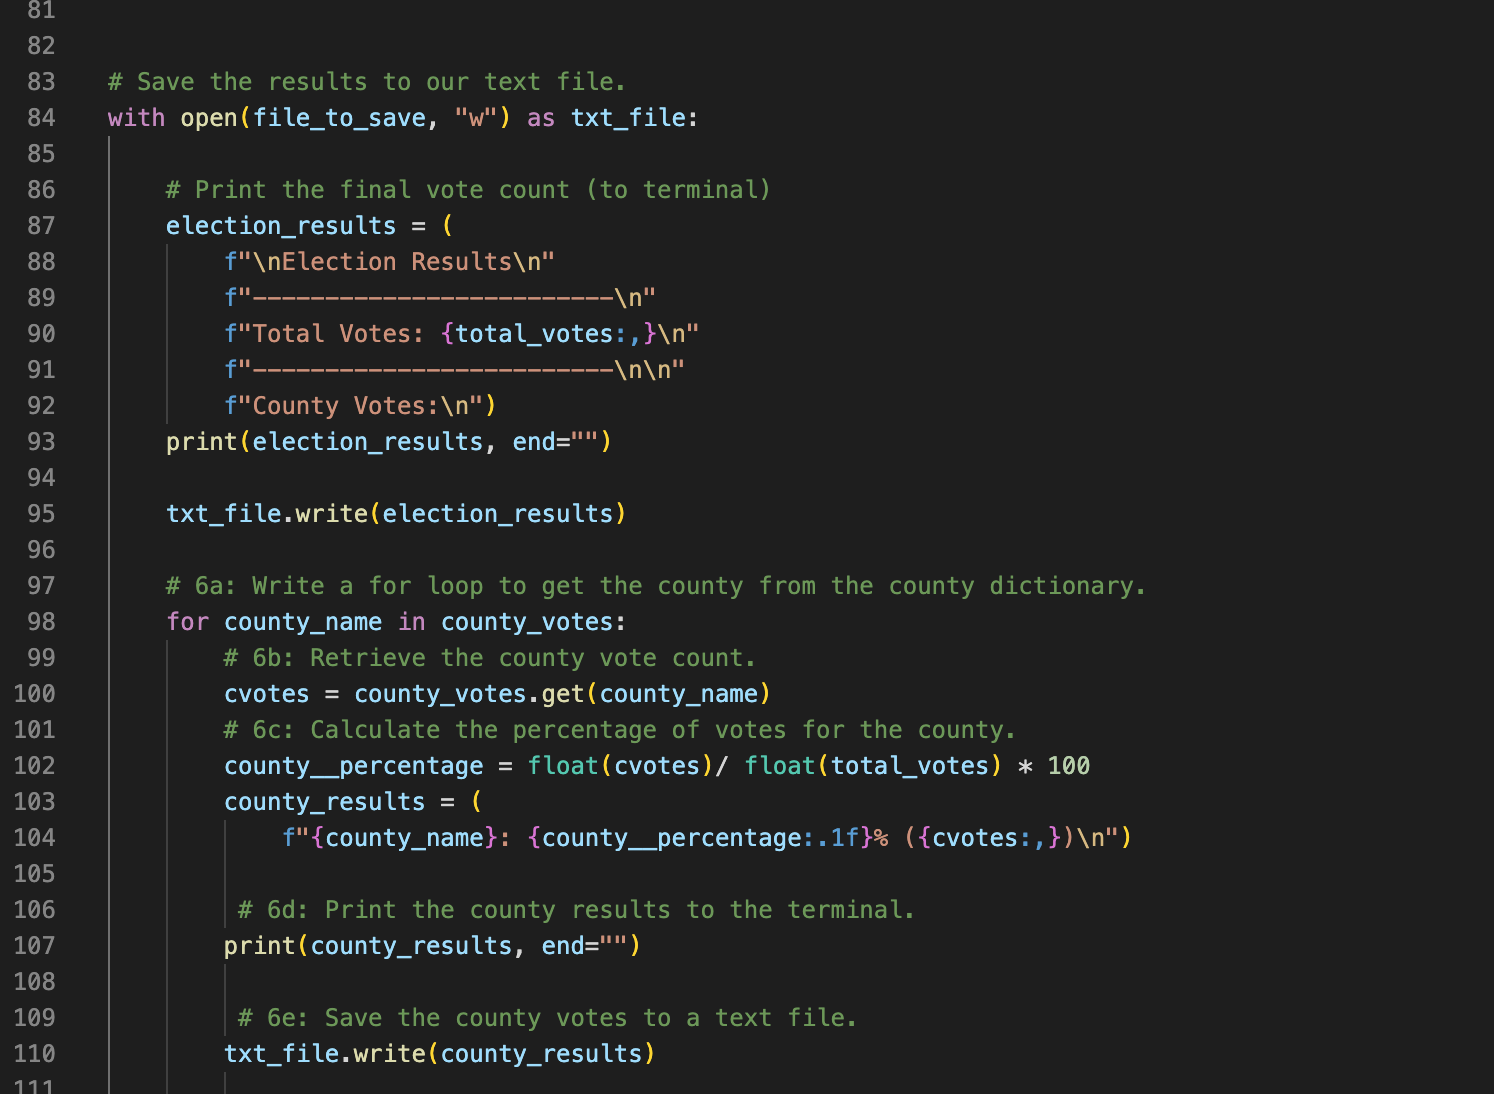 81
82
83 # Save the results to our text file.
84 with open(file_to_save, "w") as txt_file:
85
86 # Print the final vote count (to terminal)
87 election_results = (
88 f"\nElection Results\n"
89 f"-------------------------\n"
90 f"Total Votes: {total_votes:,}\n"
91 f"-------------------------\n\n"
92 f"County Votes:\n")
93 print(election_results, end="")
94
95 txt_file.write(election_results)
96
97 # 6a: Write a for loop to get the county from the county dictionary.
98 for county_name in county_votes:
99 # 6b: Retrieve the county vote count.
100 cvotes = county_votes.get(county_name)
101 # 6c: Calculate the percentage of votes for the county.
102 county__percentage = float(cvotes)/ float(total_votes) * 100
103 county_results = (
104 f"{county_name}: {county__percentage:.1f}% ({cvotes:,})\n")
105
106 # 6d: Print the county results to the terminal.
107 print(county_results, end="")
108
109 # 6e: Save the county votes to a text file.
110 txt_file.write(county_results)
111